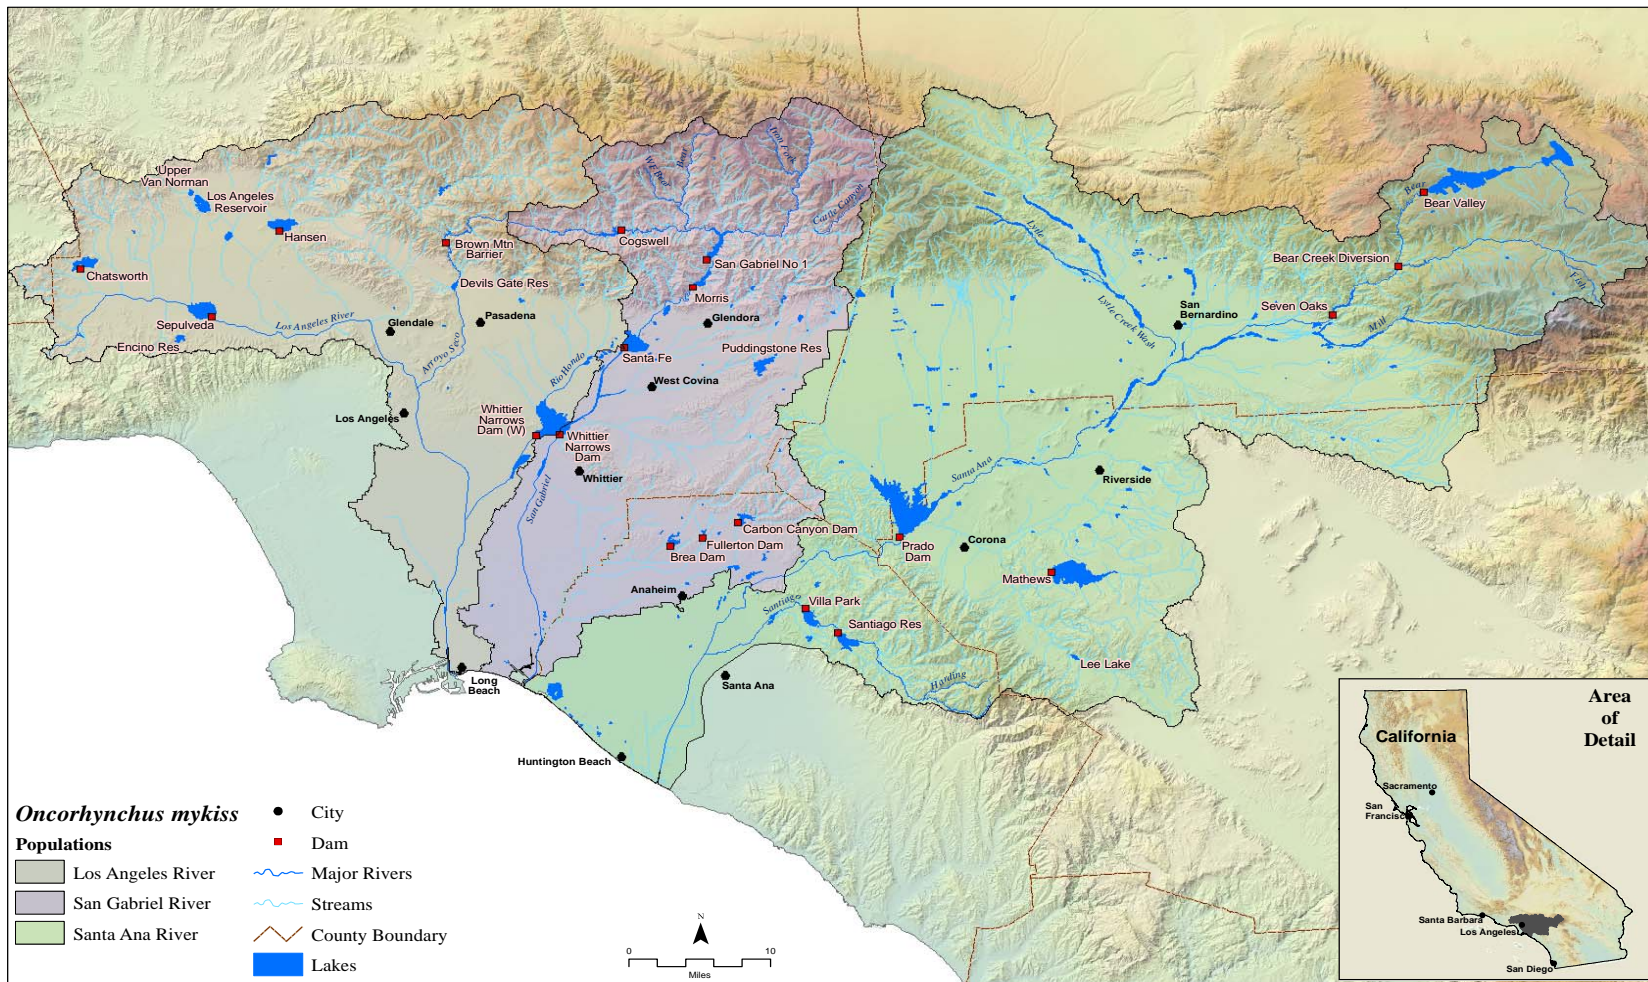 Upper
Van Norman
Los Angeles
Reservoir
Hansen
Chatsworth
Sepulveda
Encino Res
Los Angeles River
Glendale
Arroyo Seco
Pasadena
Brown Mtn
Barrier
Devils Gate Res
Los Angeles
WF Bear
Bear
Iron Fork
Cattle Canyon
Cogswell
San Gabriel No 1
Morris
Glendora
Santa Fe
Rio Hondo
Puddingstone Res
West Covina
Whittier
Narrows
Dam (W)
Whittier
Narrows
Dam
Whittier
San Gabriel
Carbon Canyon Dam
Fullerton Dam
Brea Dam
Anaheim
Long
Beach
Huntington Beach
Santa Ana
Santiago
Villa Park
Santiago Res
Harding
Lytle
Lytle Creek Wash
San
Bernardino
Bear
Bear Valley
Bear Creek Diversion
Seven Oaks
Mill
Fish
Santa Ana
Riverside
Prado
Dam
Corona
Mathews
Lee Lake
Oncorhynchus mykiss
Populations
Los Angeles River
San Gabriel River
Santa Ana River
City
Dam
Major Rivers
Streams
County Boundary
Lakes
N
0
10
Miles
Area
of
Detail
California
Sacramento
San
Francisco
Santa Barbara
Los Angeles
San Diego